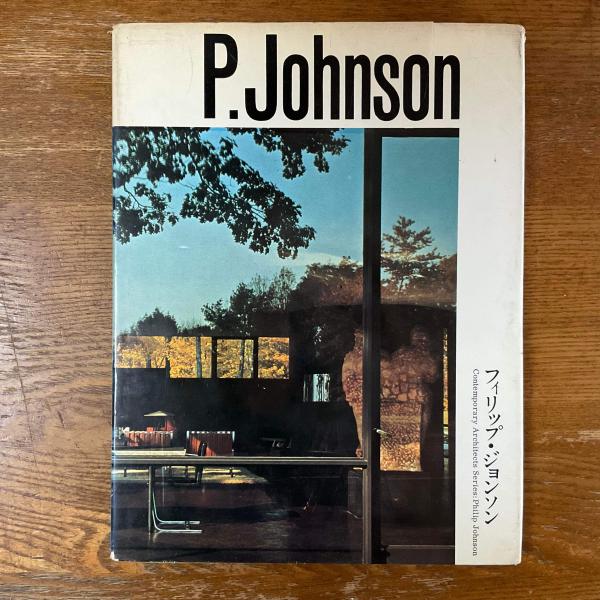 P.Johnson
フィリップ・ジョンソン
Contemporary Architects Series:Philip Johnson